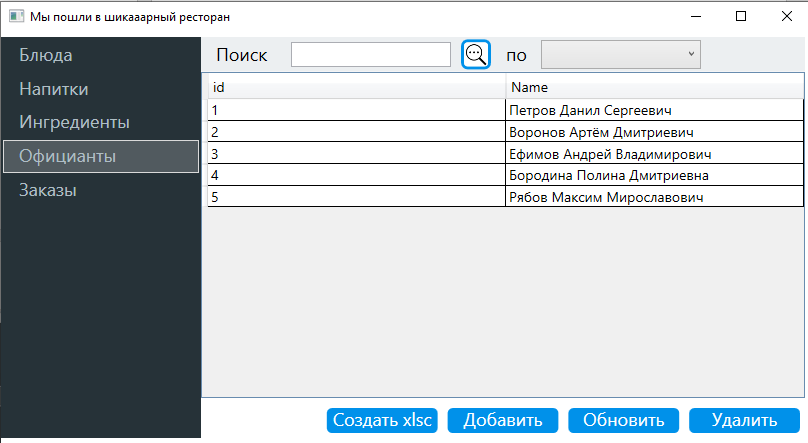 Мы пошли в шикааарный ресторан
Блюда
Напитки
Ингредиенты
Официанты
Заказы
Поиск по
id Name
1 Петров Данил Сергеевич
2 Воронов Артём Дмитриевич
3 Ефимов Андрей Владимирович
4 Бородина Полина Дмитриевна
5 Рябов Максим Мирославович
Создать xlsc Добавить Обновить Удалить